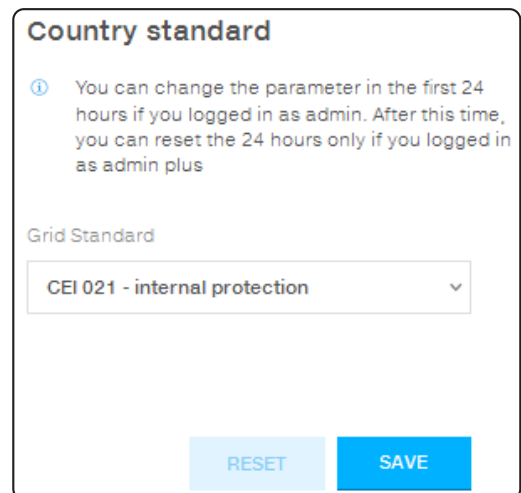 Country standard
You can change the parameter in the first 24
hours if you logged in as admin. After this time,
you can reset the 24 hours only if you logged in
as admin plus
Grid Standard
CEI 021 - internal protection
RESET
SAVE